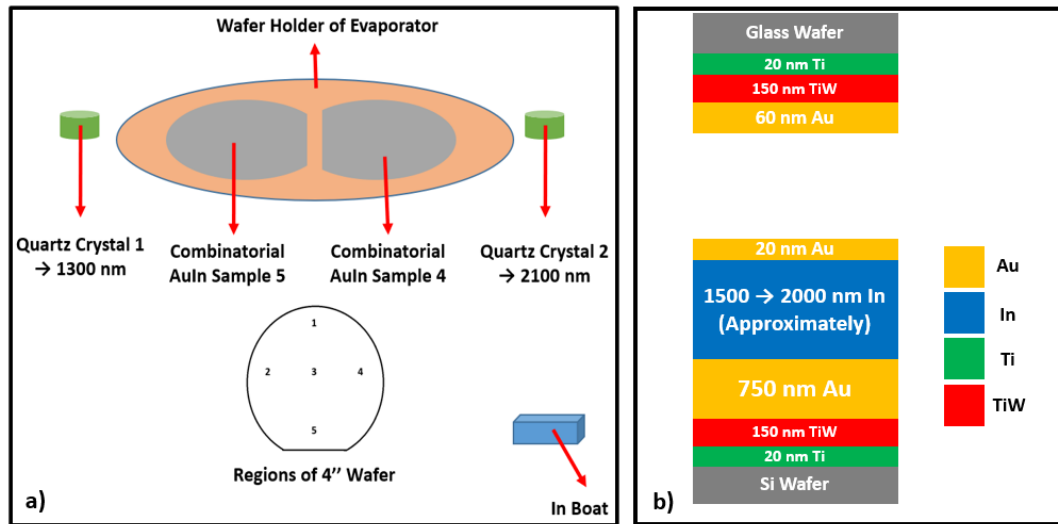 Wafer Holder of Evaporator
Quartz Crystal 1
→ 1300 nm
Combinatorial
AuIn Sample 5
Combinatorial
AuIn Sample 4
Quartz Crystal 2
→ 2100 nm
1
2 3 4
5
Regions of 4’’ Wafer
In Boat
a)
Glass Wafer
20 nm Ti
150 nm TiW
60 nm Au
20 nm Au
1500 → 2000 nm In
(Approximately)
750 nm Au
150 nm TiW
20 nm Ti
Si Wafer
Au
In
Ti
TiW
b)